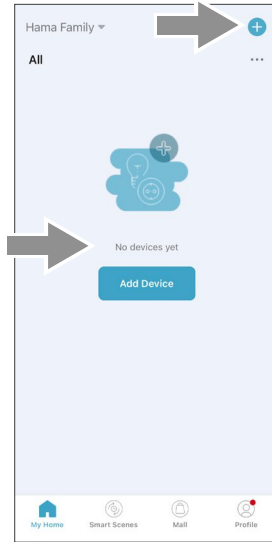 Hama Family
All
No devices yet
Add Device
My Home Smart Scenes Mall Profile